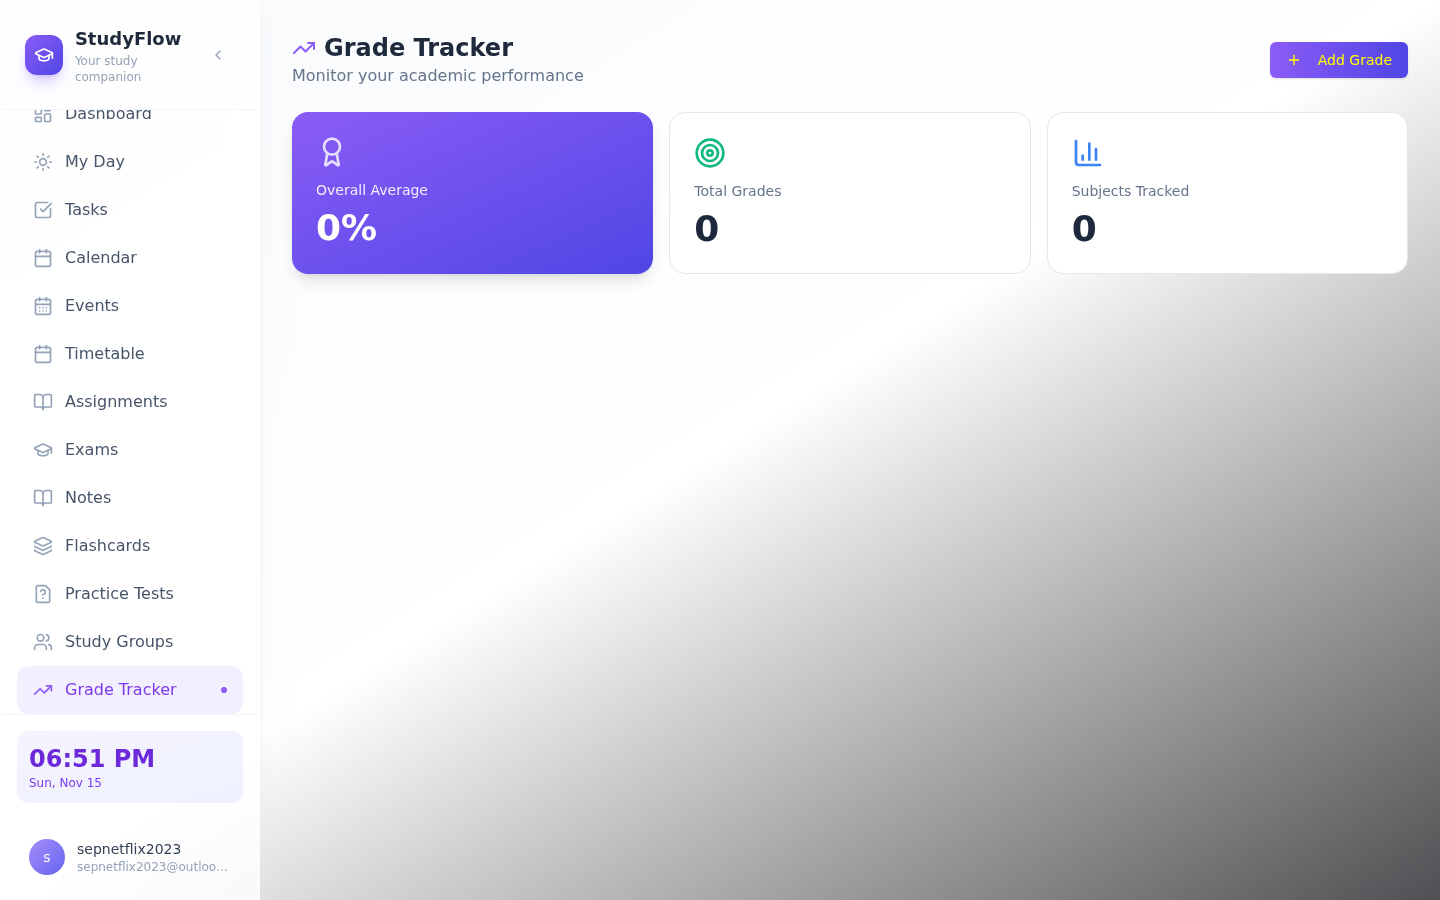 StudyFlow
Your study
companion
Dashboard
My Day
Tasks
Calendar
Events
Timetable
Assignments
Exams
Notes
Flashcards
Practice Tests
Study Groups
Grade Tracker
06:51 PM
Sun, Nov 15
s
sepnetflix2023
sepnetflix2023@outloo...
Grade Tracker
Monitor your academic performance
Add Grade
Overall Average
0%
Total Grades
0
Subjects Tracked
0